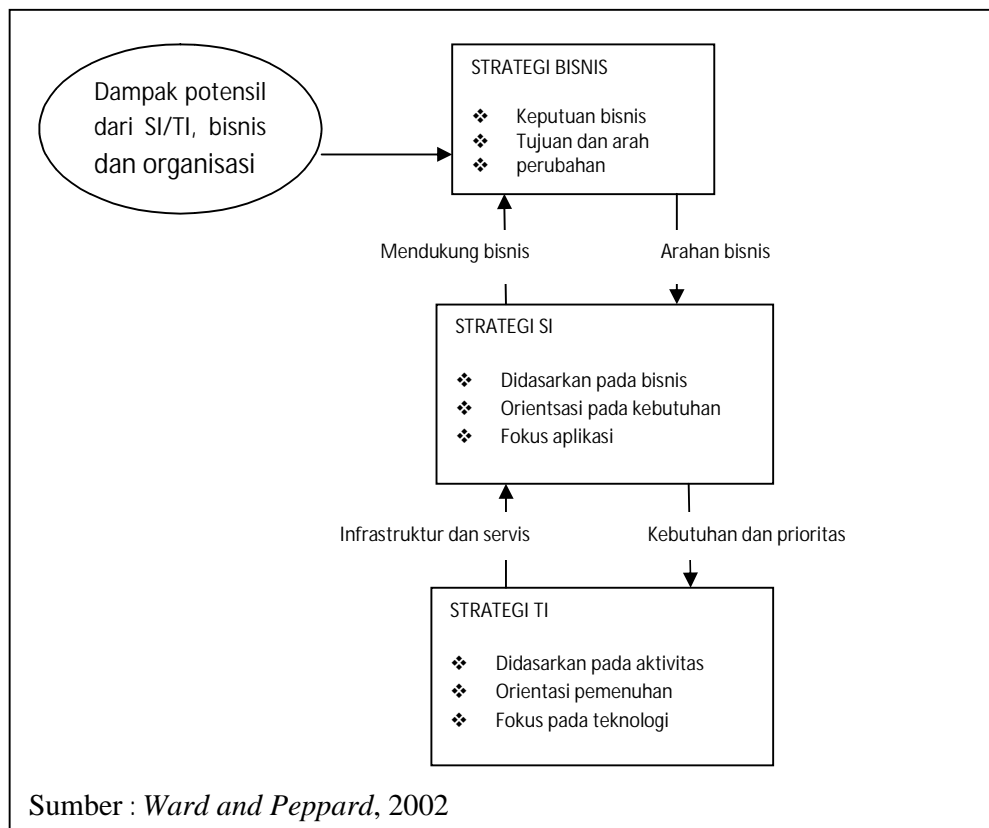 Dampak potensil
dari SI/TI, bisnis
dan organisasi
STRATEGI BISNIS
❖ Keputuan bisnis
❖ Tujuan dan arah
❖ perubahan
Mendukung bisnis
Arahan bisnis
STRATEGI SI
❖ Didasarkan pada bisnis
❖ Orientsasi pada kebutuhan
❖ Fokus aplikasi
Infrastruktur dan servis
Kebutuhan dan prioritas
STRATEGI TI
❖ Didasarkan pada aktivitas
❖ Orientasi pemenuhan
❖ Fokus pada teknologi
Sumber : Ward and Peppard, 2002